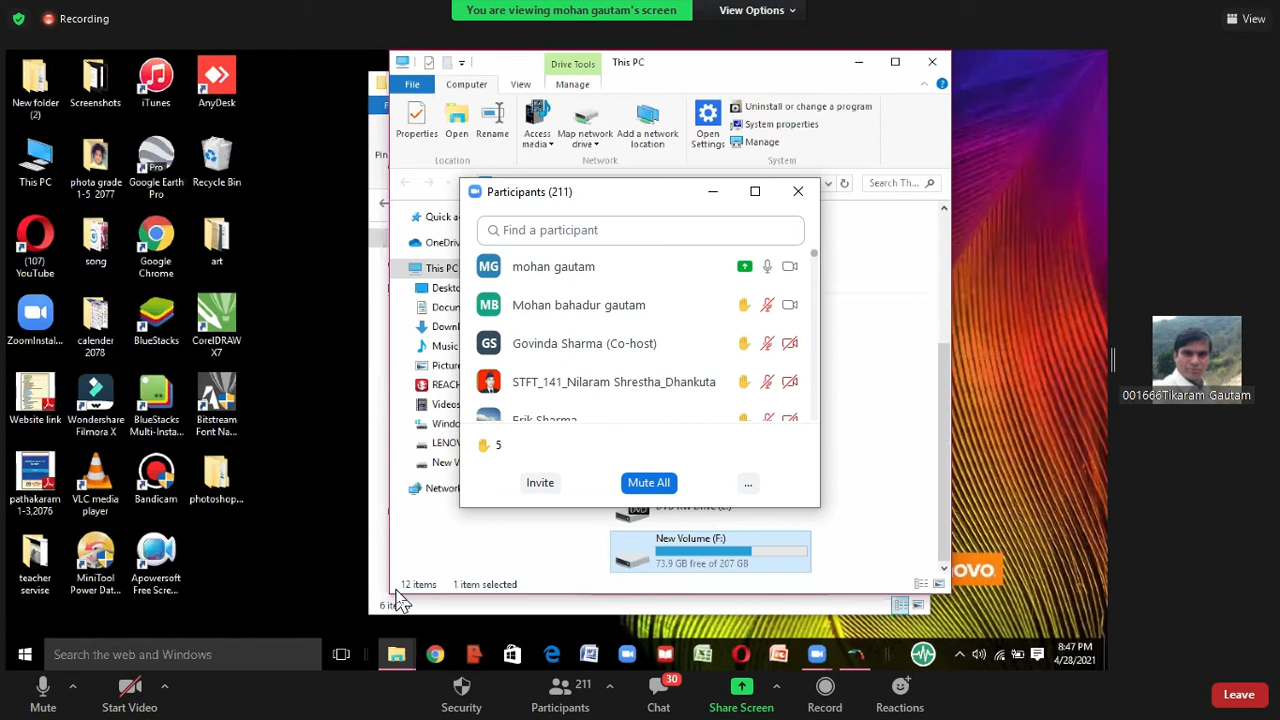 Recording
You are viewing mohan gautam's screen
View Options
View
New folder (2)
Screenshots
iTunes
AnyDesk
This PC
phota grade 1-5_2077
Google Earth Pro
Recycle Bin
(107) YouTube
song
Google Chrome
art
ZoomInstal...
calender 2078
BlueStacks
CorelDRAW X7
Website link
Wondershare Filmora X
BlueStacks Multi-Insta...
Bitstream Font Na...
pathakaram 1-3,2076
VLC media player
Bandicam
photoshop...
teacher servise
MiniTool Power Dat...
Apowersoft Free Scre...
Drive Tools
This PC
File
Computer
View
Manage
Properties
Open
Rename
Access media
Map network drive
Add a network location
Open Settings
Uninstall or change a program
System properties
Manage
Location
Network
System
Pin
Search Th...
Quick a
OneDriv
This PC
Deskto
Docum
Downl
Music
Picture
REACH
Videos
Windo
LENOV
New V
Network
Participants (211)
Find a participant
MG mohan gautam
MB Mohan bahadur gautam
GS Govinda Sharma (Co-host)
STFT_141_Nilaram Shrestha_Dhankuta
Erik Sharma
5
Invite
Mute All
...
New Volume (F:)
73.9 GB free of 207 GB
12 items
1 item selected
novo
001666Tikaram Gautam
Search the web and Windows
8:47 PM
4/28/2021
Mute
Start Video
Security
211
Participants
30
Chat
Share Screen
Record
Reactions
Leave